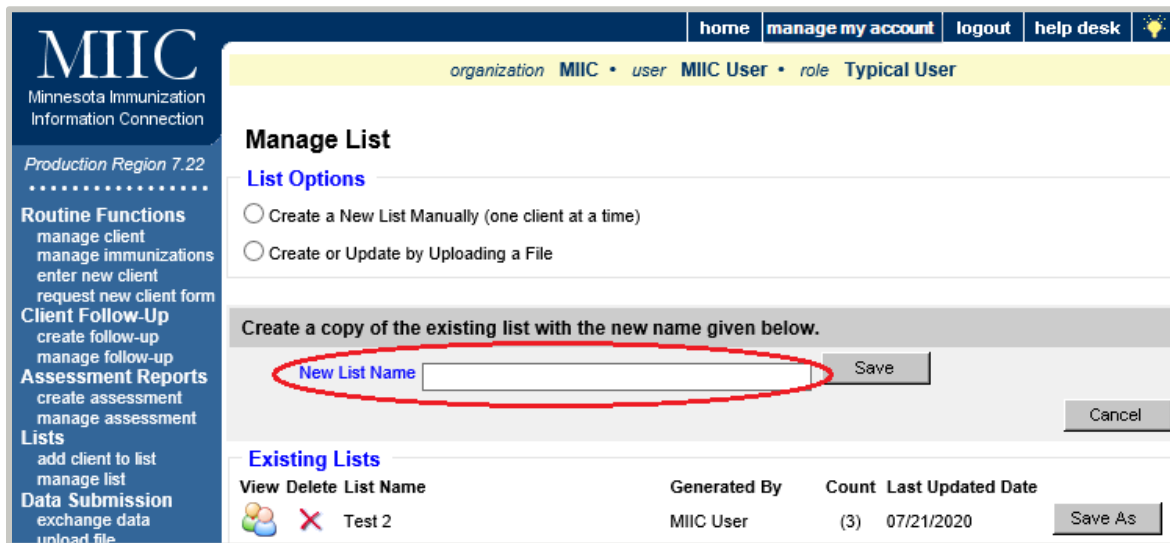 home manage my account logout help desk
MIIC
organization MIIC • user MIIC User • role Typical User
Minnesota Immunization
Information Connection
Production Region 7.22
Routine Functions
manage client
manage immunizations
enter new client
request new client form
Client Follow-Up
create follow-up
manage follow-up
Assessment Reports
create assessment
manage assessment
Lists
add client to list
manage list
Data Submission
exchange data
upload file
Manage List
List Options
Create a New List Manually (one client at a time)
Create or Update by Uploading a File
Create a copy of the existing list with the new name given below.
New List Name Save
Cancel
Existing Lists
View Delete List Name Generated By Count Last Updated Date
Test 2 MIIC User (3) 07/21/2020 Save As